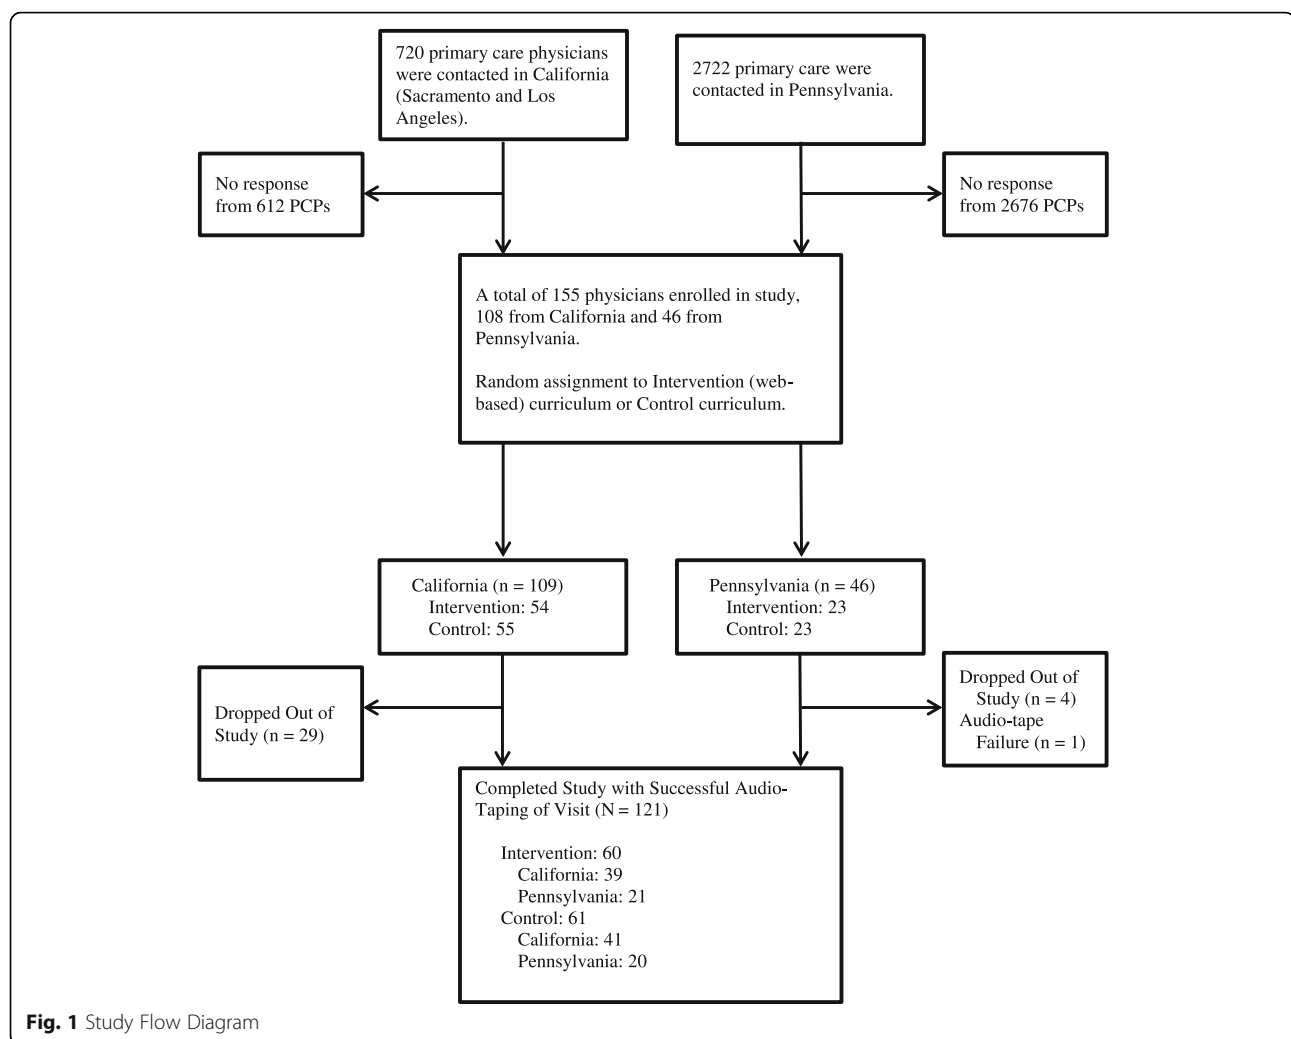 720 primary care physicians
were contacted in California
(Sacramento and Los
Angeles).
2722 primary care were
contacted in Pennsylvania.
No response
from 612 PCPs
No response
from 2676 PCPs
A total of 155 physicians enrolled in study,
108 from California and 46 from
Pennsylvania.
Random assignment to Intervention (web-
based) curriculum or Control curriculum.
California (n = 109)
Intervention: 54
Control: 55
Pennsylvania (n = 46)
Intervention: 23
Control: 23
Dropped Out of
Study (n = 29)
Dropped Out of
Study (n = 4)
Audio-tape
Failure (n = 1)
Completed Study with Successful Audio-
Taping of Visit (N = 121)
Intervention: 60
California: 39
Pennsylvania: 21
Control: 61
California: 41
Pennsylvania: 20
Fig. 1 Study Flow Diagram